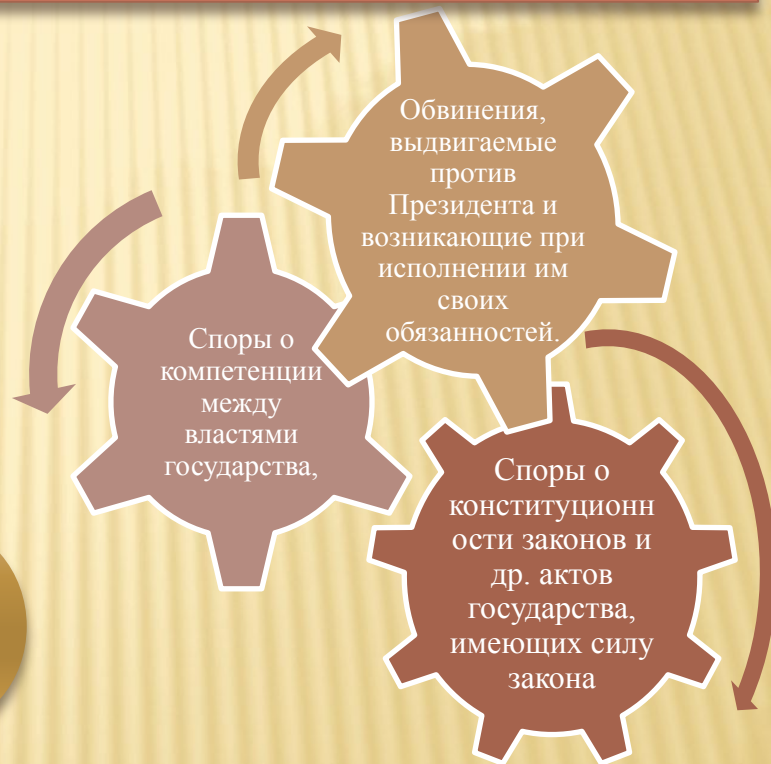 Обвинения,
выдвигаемые
против
Президента и
возникающие при
исполнении им
своих
обязанностей.
Споры о
компетенции
между
властями
государства,
Споры о
конституционн
ости законов и
др. актов
государства,
имеющих силу
закона